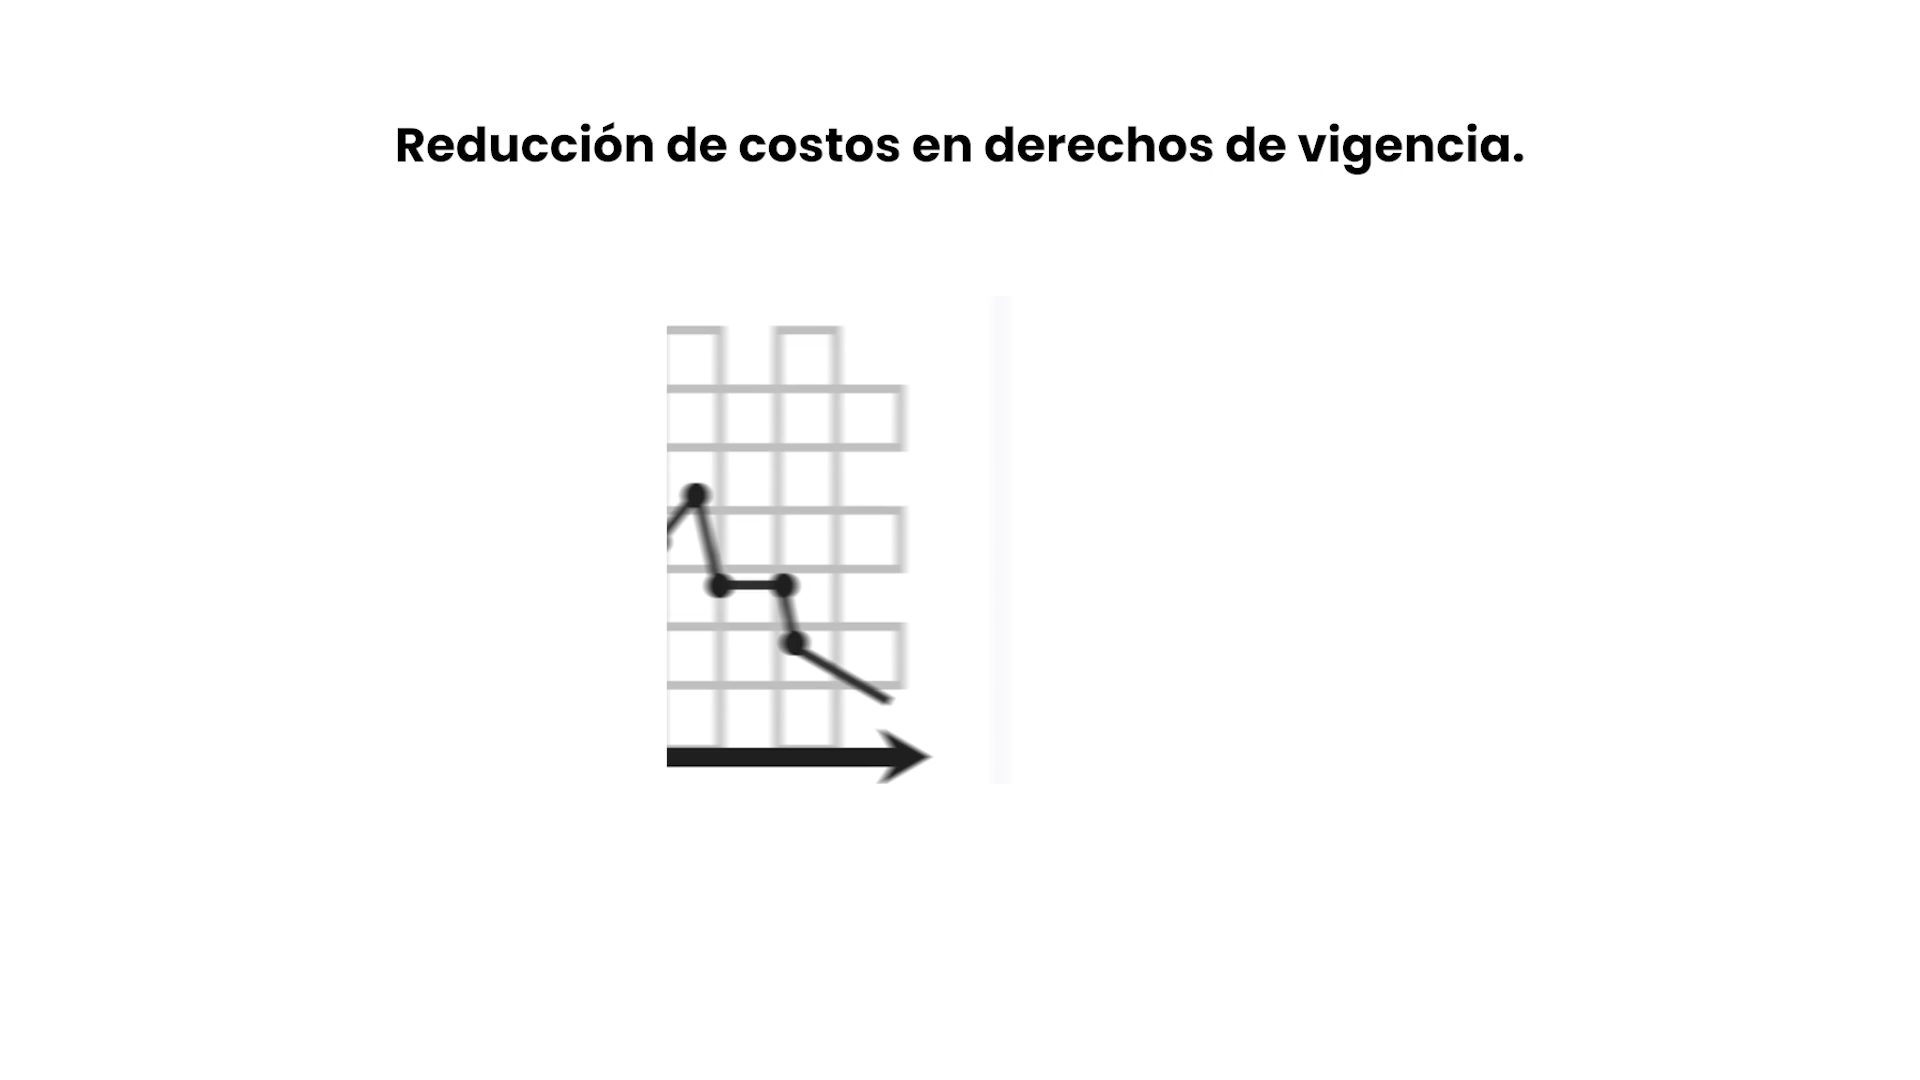 Reducción de costos en derechos de vigencia.